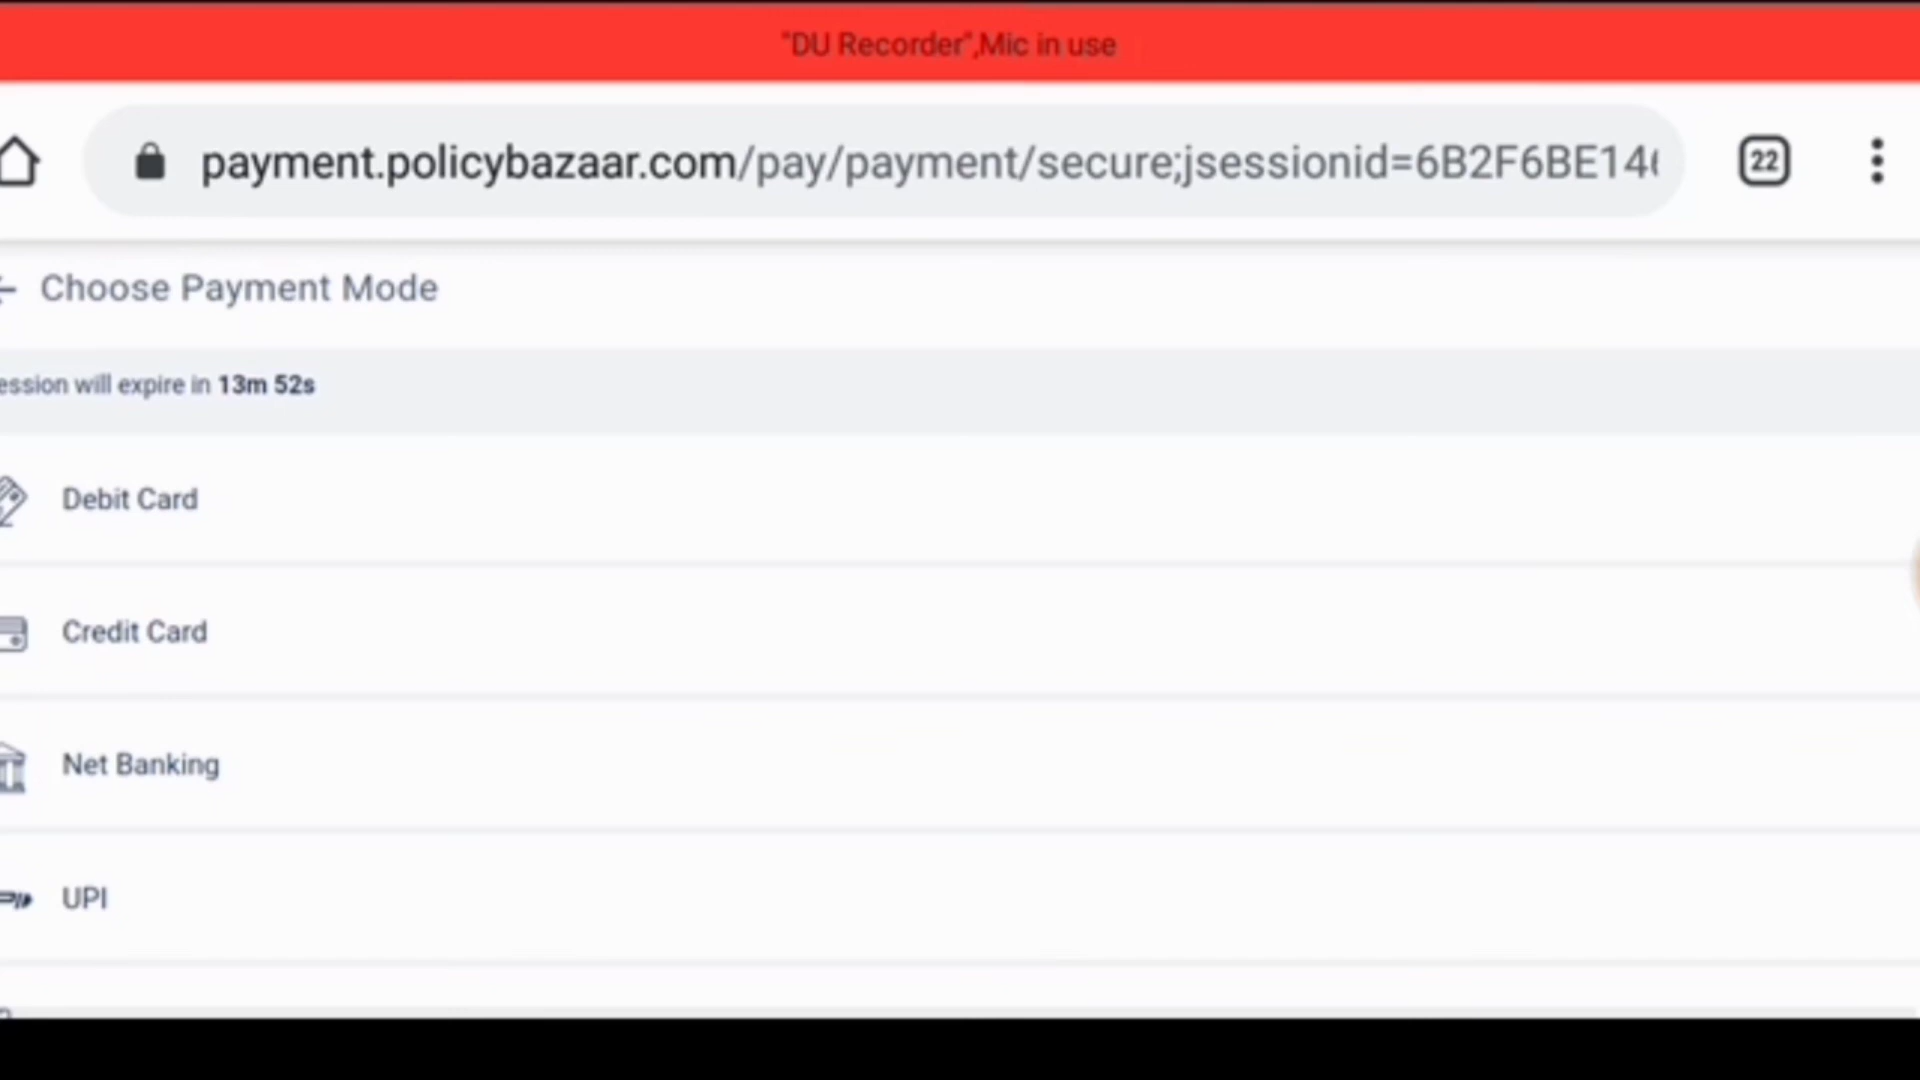 "DU Recorder",Mic in use
payment.policybazaar.com/pay/payment/secure;jsessionid=6B2F6BE14
22
Choose Payment Mode
ession will expire in 13m 52s
Debit Card
Credit Card
Net Banking
UPI